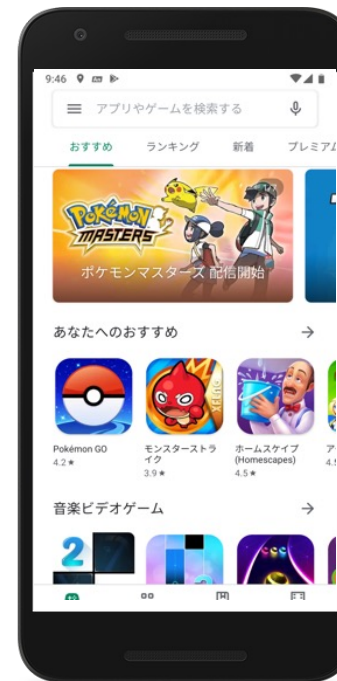 9:46
アプリやゲームを検索する
おすすめ ランキング 新着 プレミアム
POKÉMON
MASTERS
ポケモンマスターズ 配信開始
あなたへのおすすめ
Pokémon GO
4.2★
モンスターストラ
イク
3.9★
ホームスケイプ
(Homescapes)
4.5★
ア
4.5
音楽ビデオゲーム
2
2